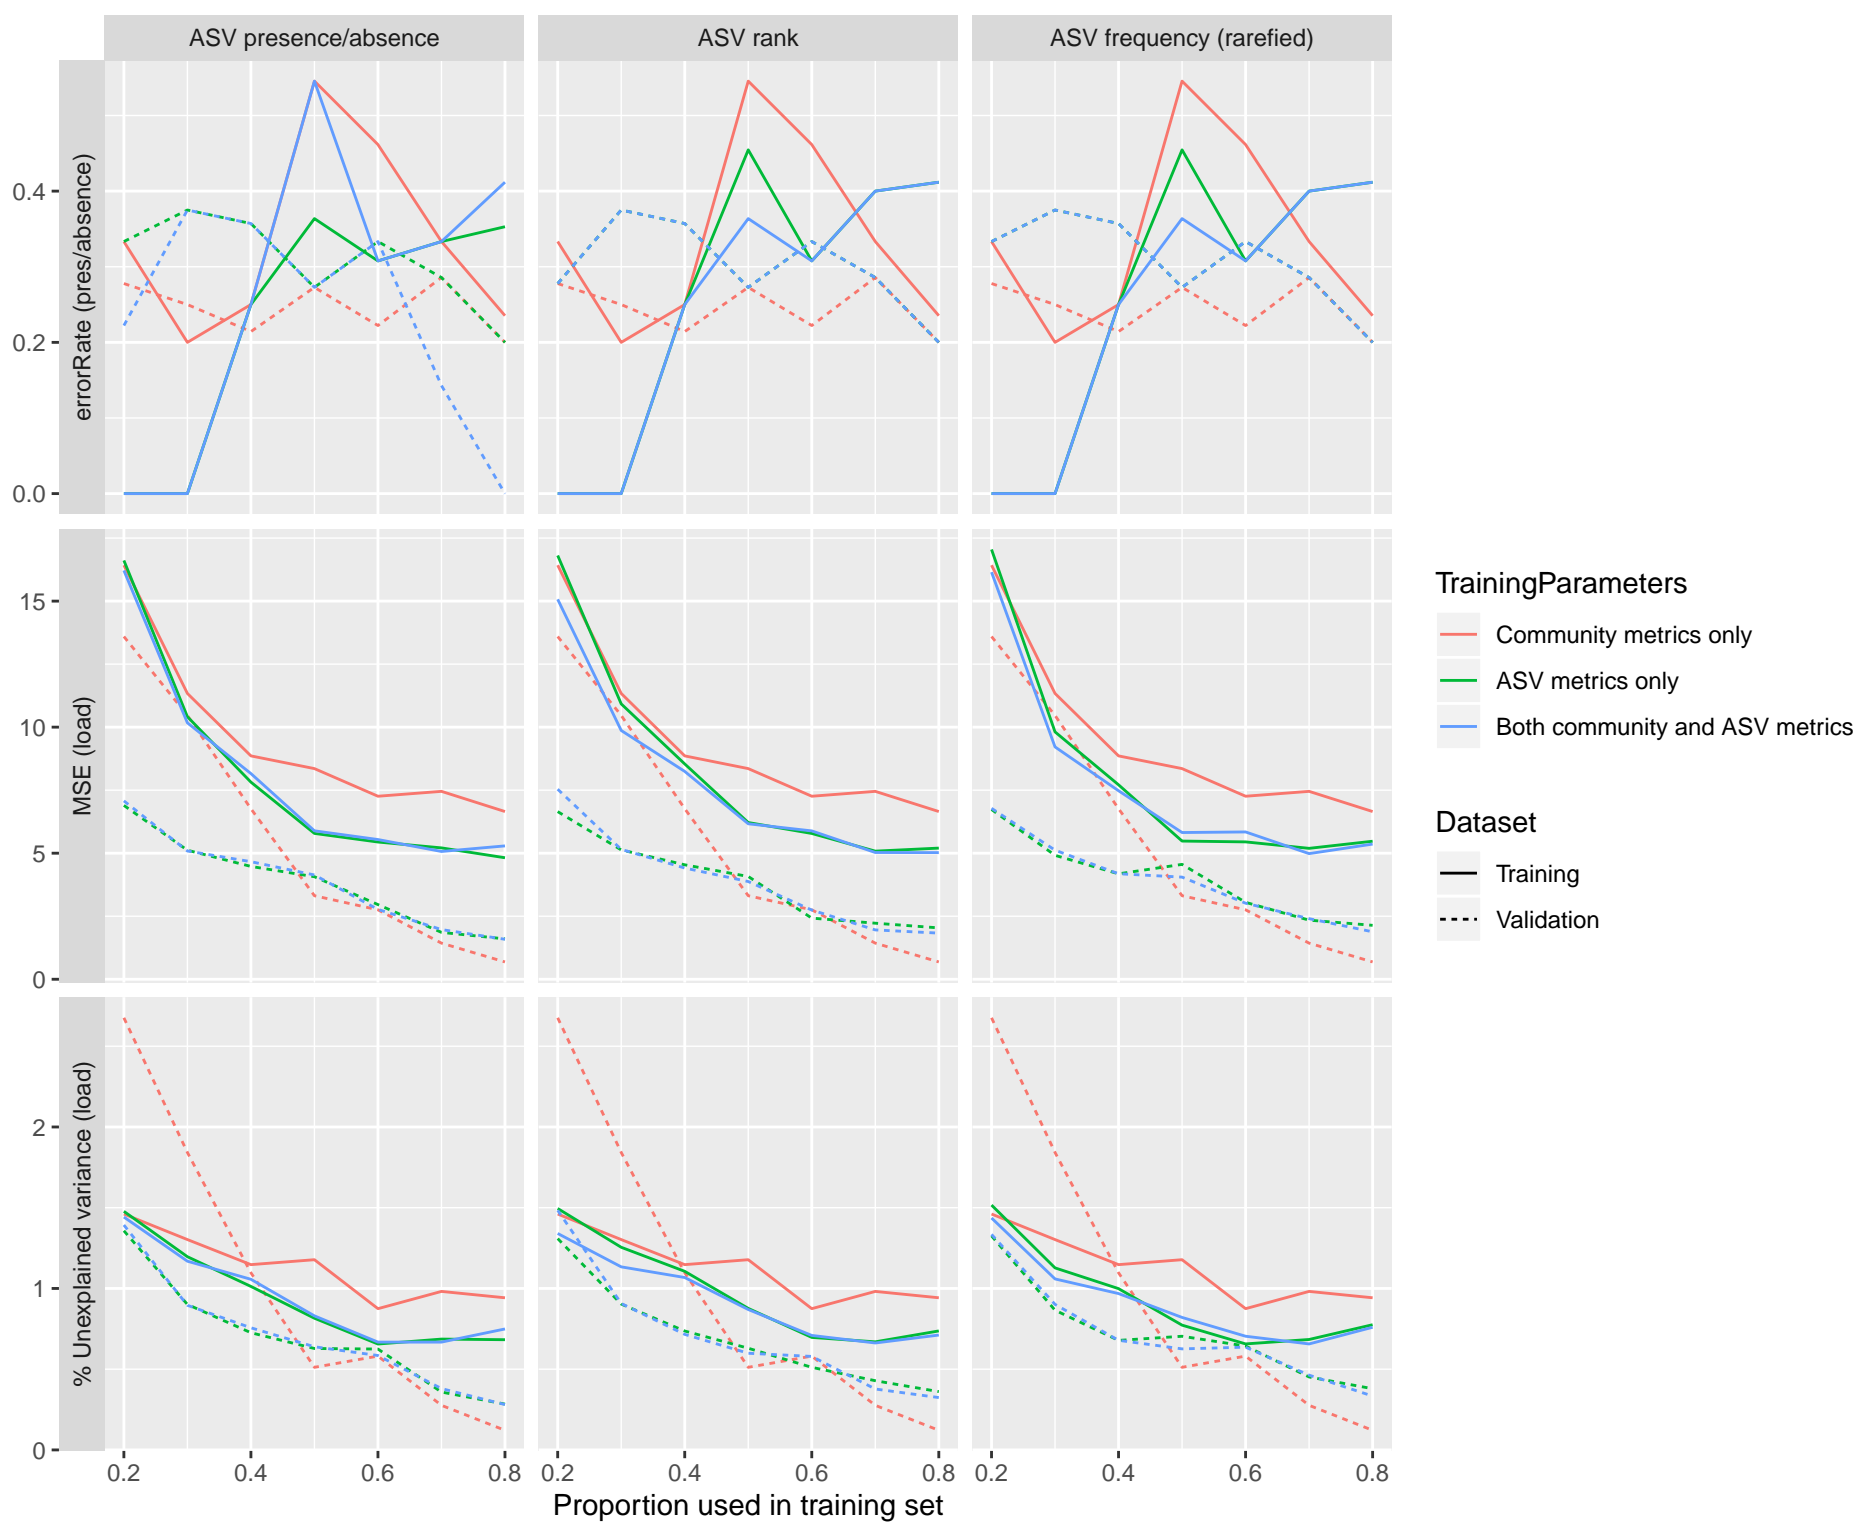 ASV presence/absence
ASV rank
ASV frequency (rarefied)
errorRate (pres/absence)
0.4
0.2
0.0
MSE (load)
15
10
5
0
% Unexplained variance (load)
2
1
0
0.2 0.4 0.6 0.8
0.2 0.4 0.6 0.8
0.2 0.4 0.6 0.8
Proportion used in training set
TrainingParameters
Community metrics only
ASV metrics only
Both community and ASV metrics
Dataset
Training
Validation